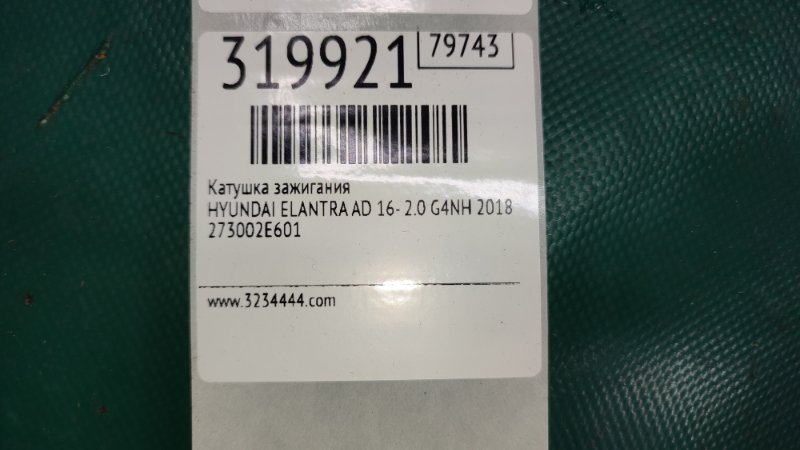 319921
79743
Катушка зажигания
HYUNDAI ELANTRA AD 16- 2.0 G4NH 2018
273002E601
www.3234444.com